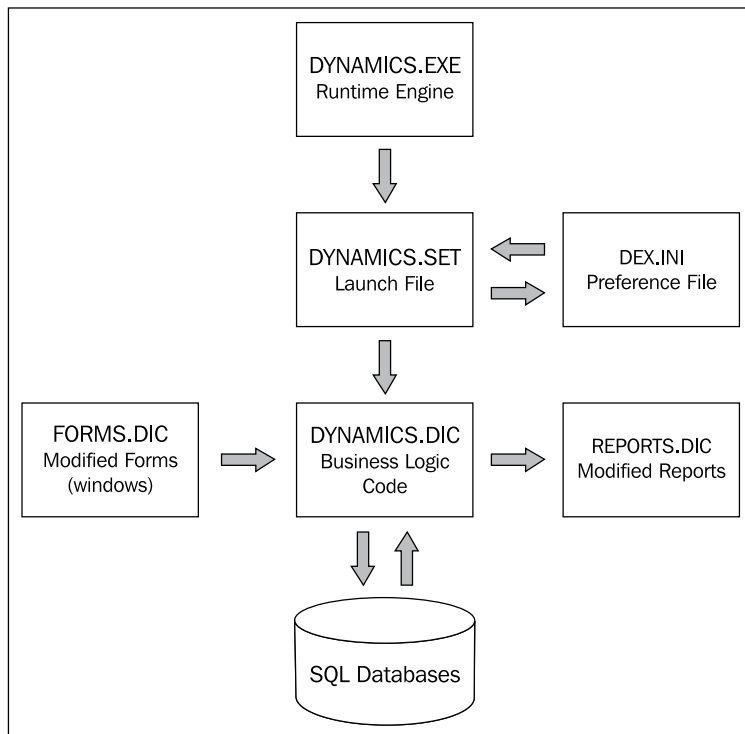 DYNAMICS.EXE
Runtime Engine
DYNAMICS.SET
Launch File
DEX.INI
Preference File
FORMS.DIC
Modified Forms
(windows)
DYNAMICS.DIC
Business Logic
Code
REPORTS.DIC
Modified Reports
SQL Databases